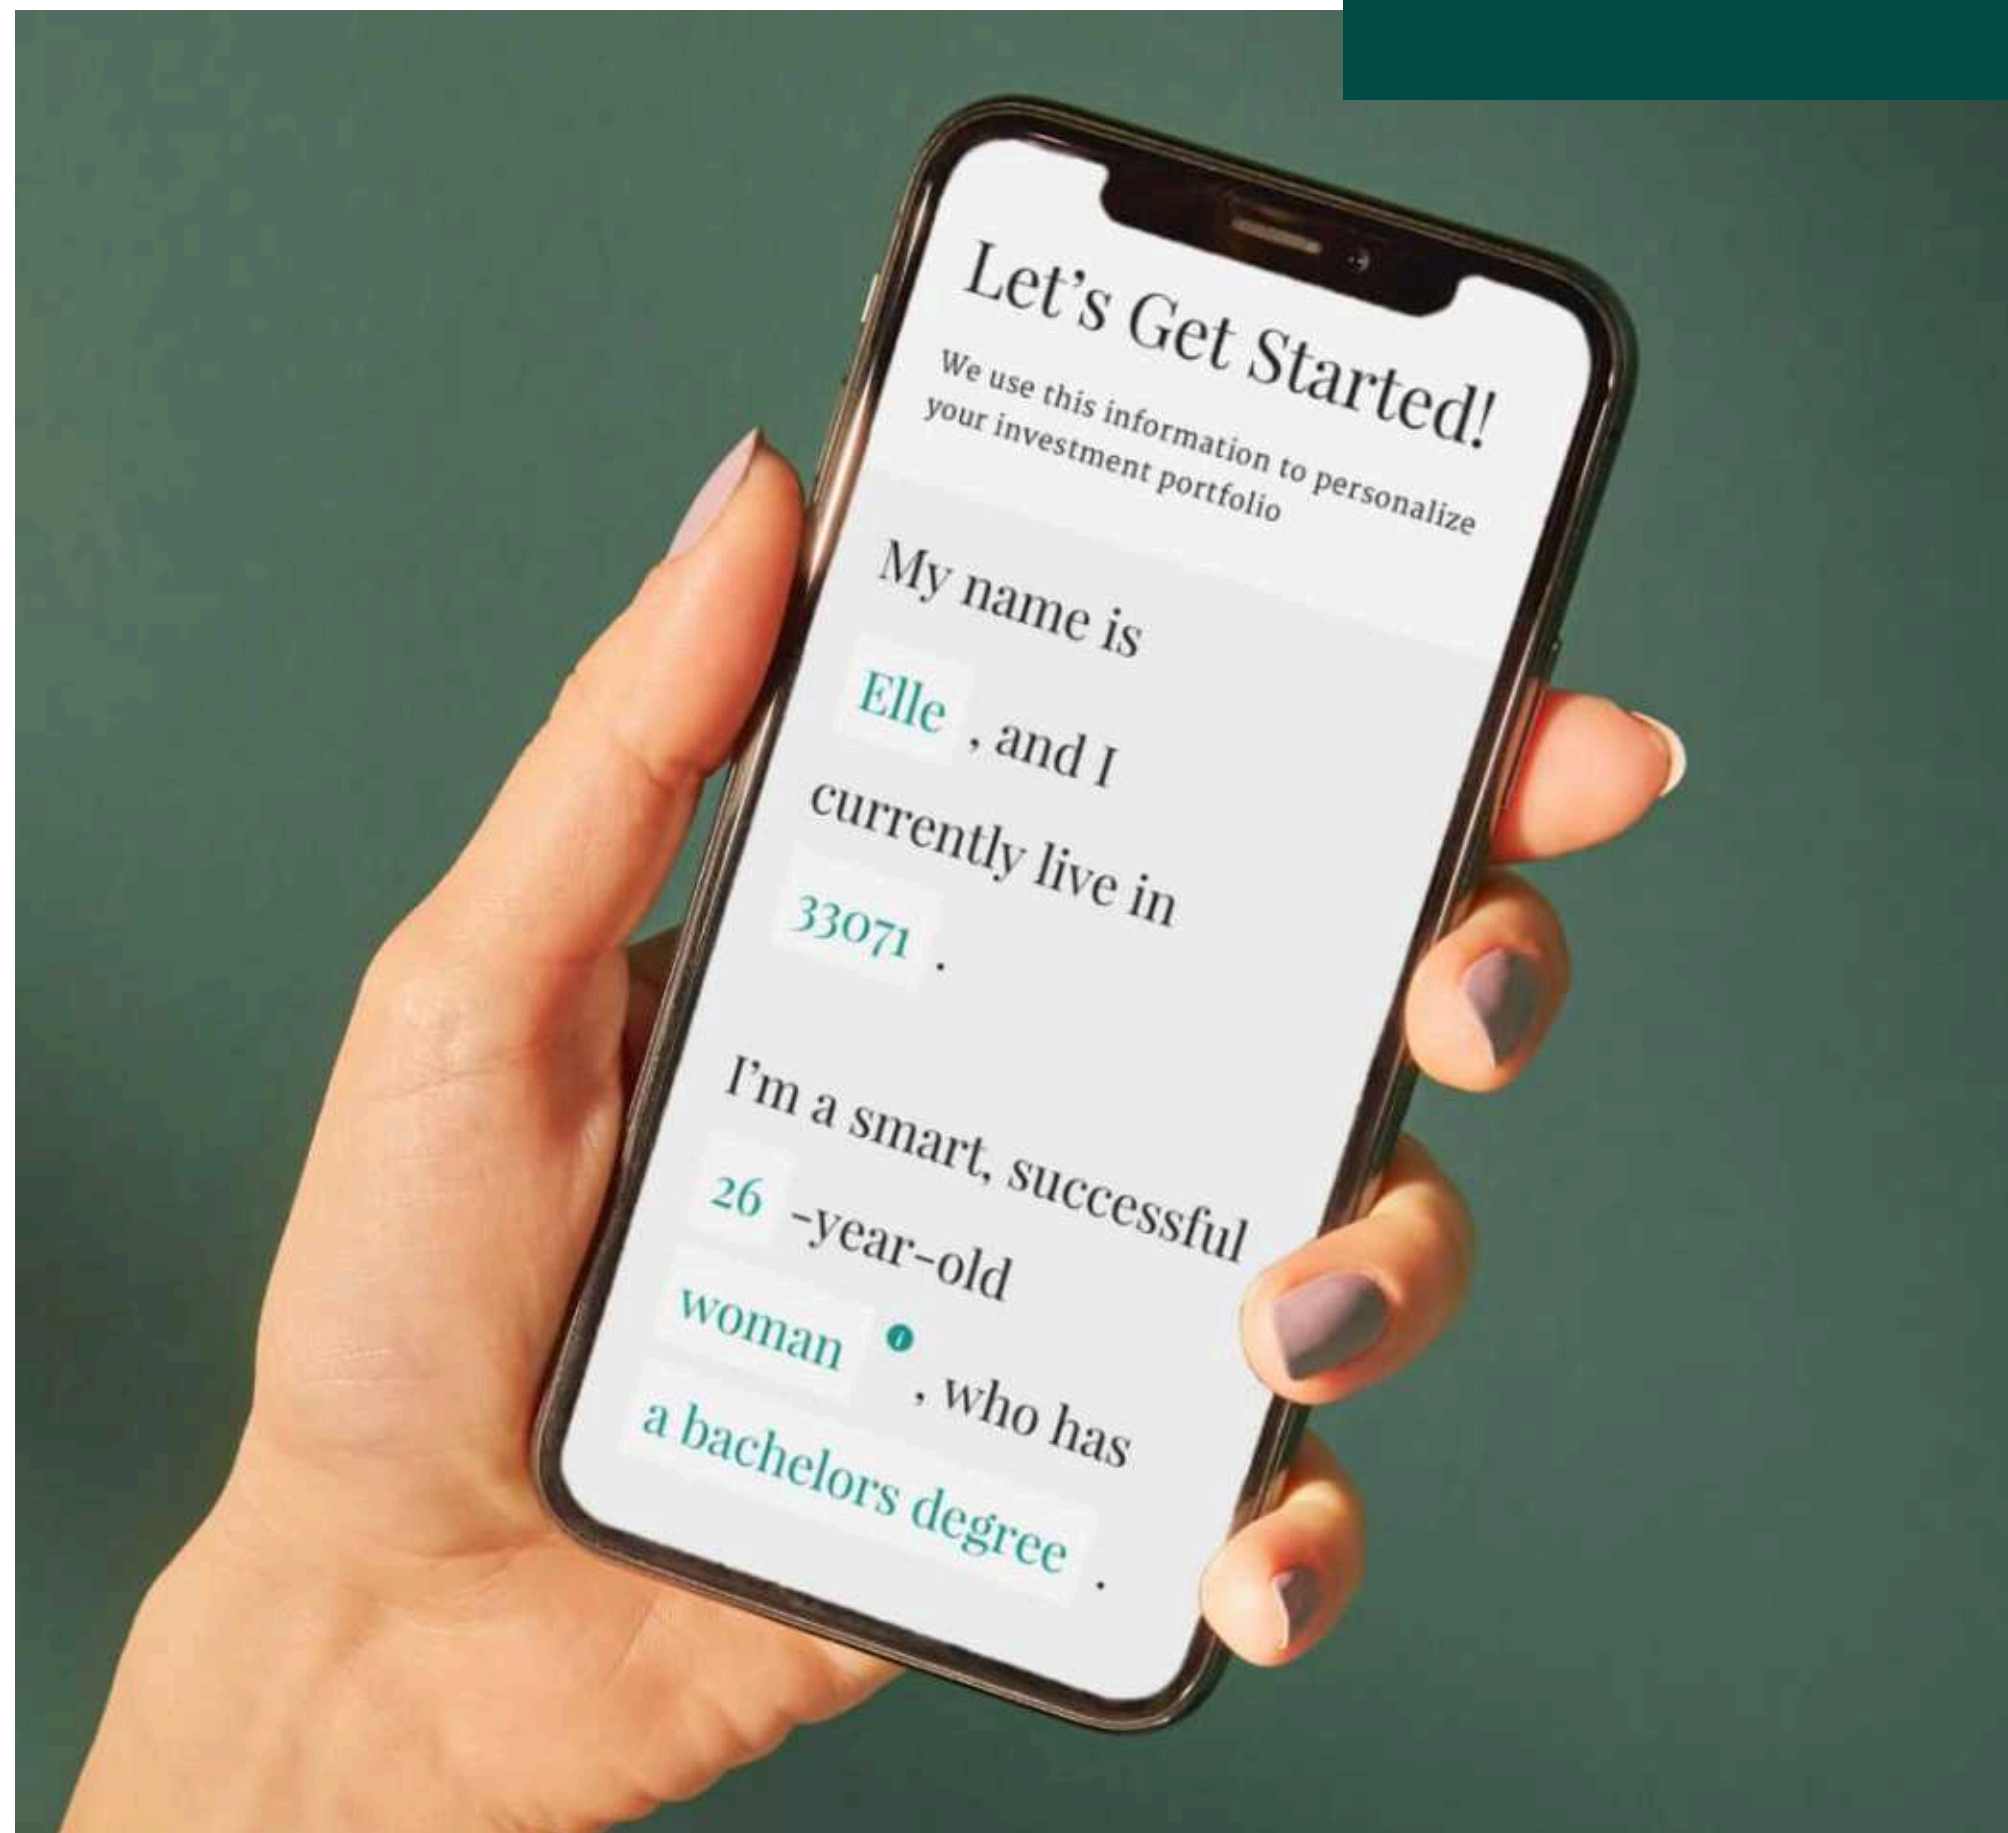 Let's Get Started!
We use this information to personalize
your investment portfolio
My name is
Elle , and I
currently live in
33071 .
I'm a smart, successful
26 -year-old
woman i , who has
a bachelors degree .